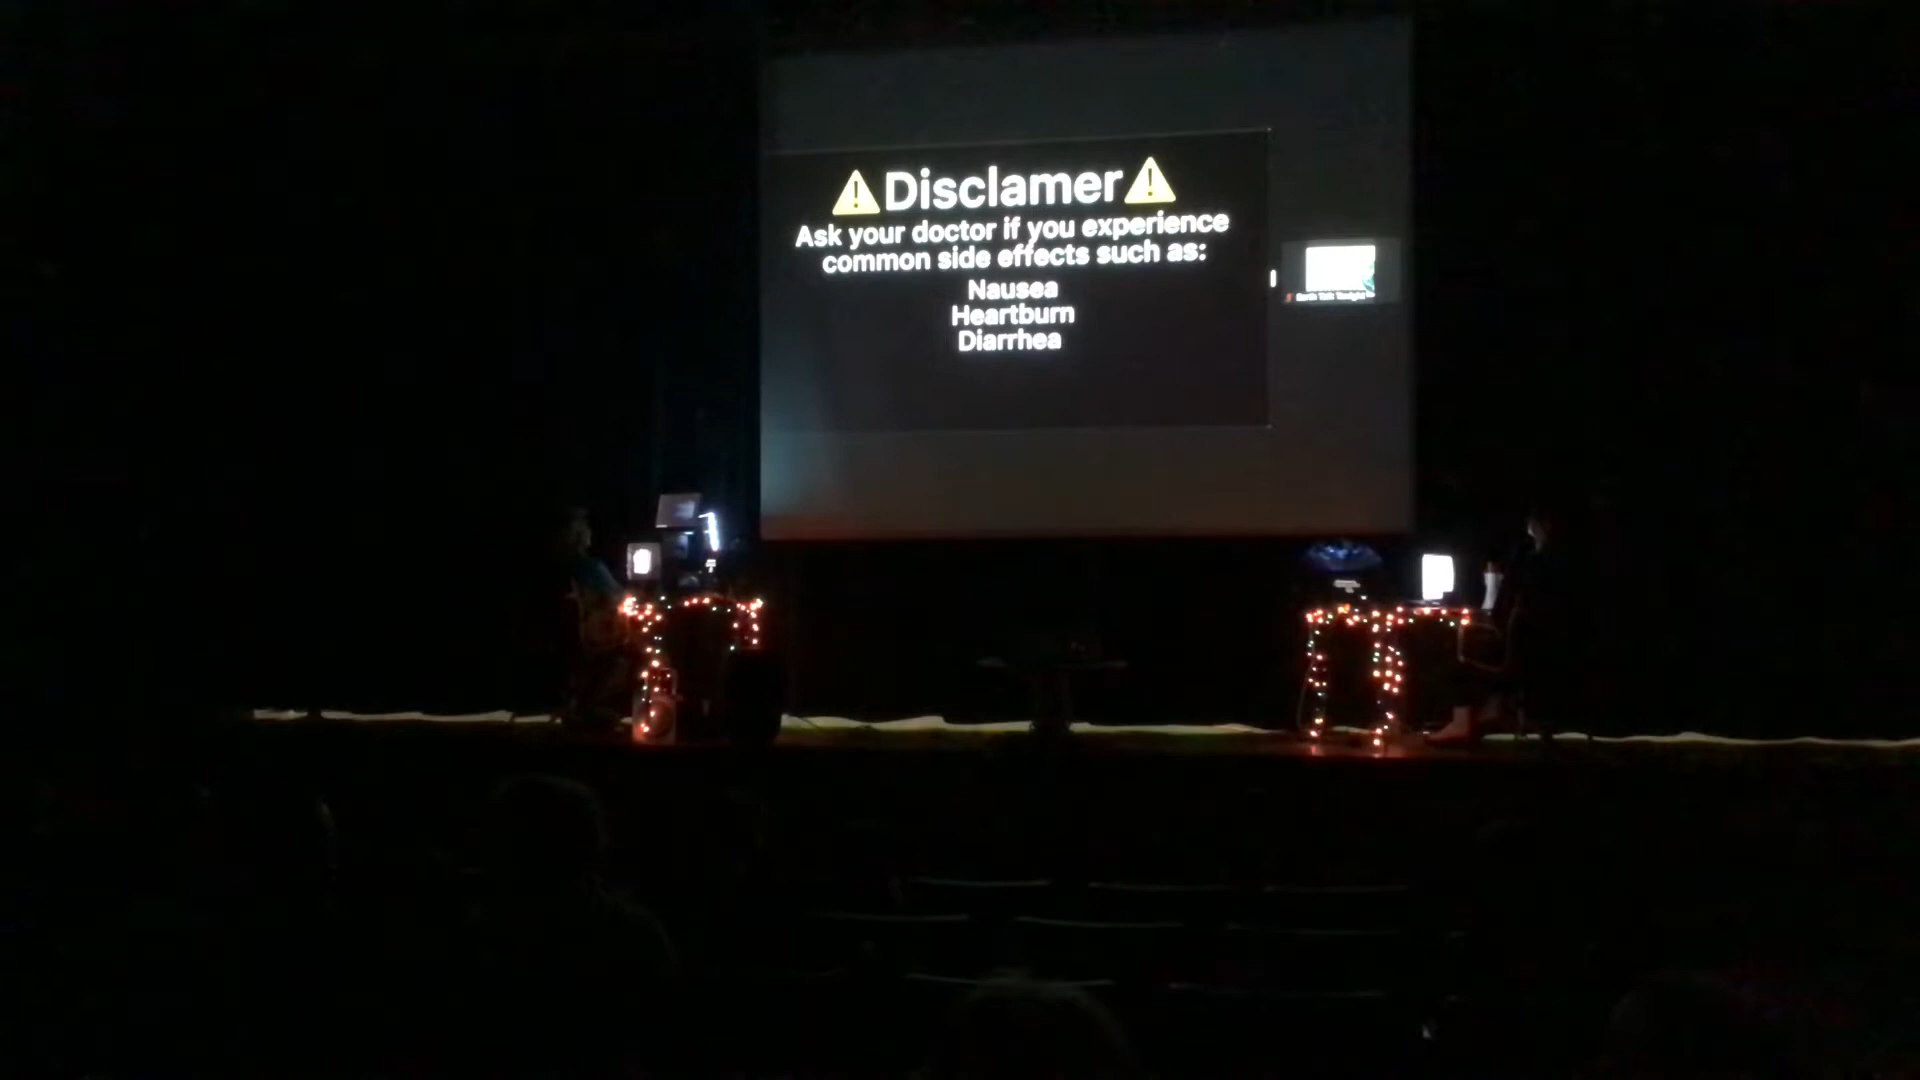 ⚠Disclamer⚠
Ask your doctor if you experience
common side effects such as:
Nausea
Heartburn
Diarrhea